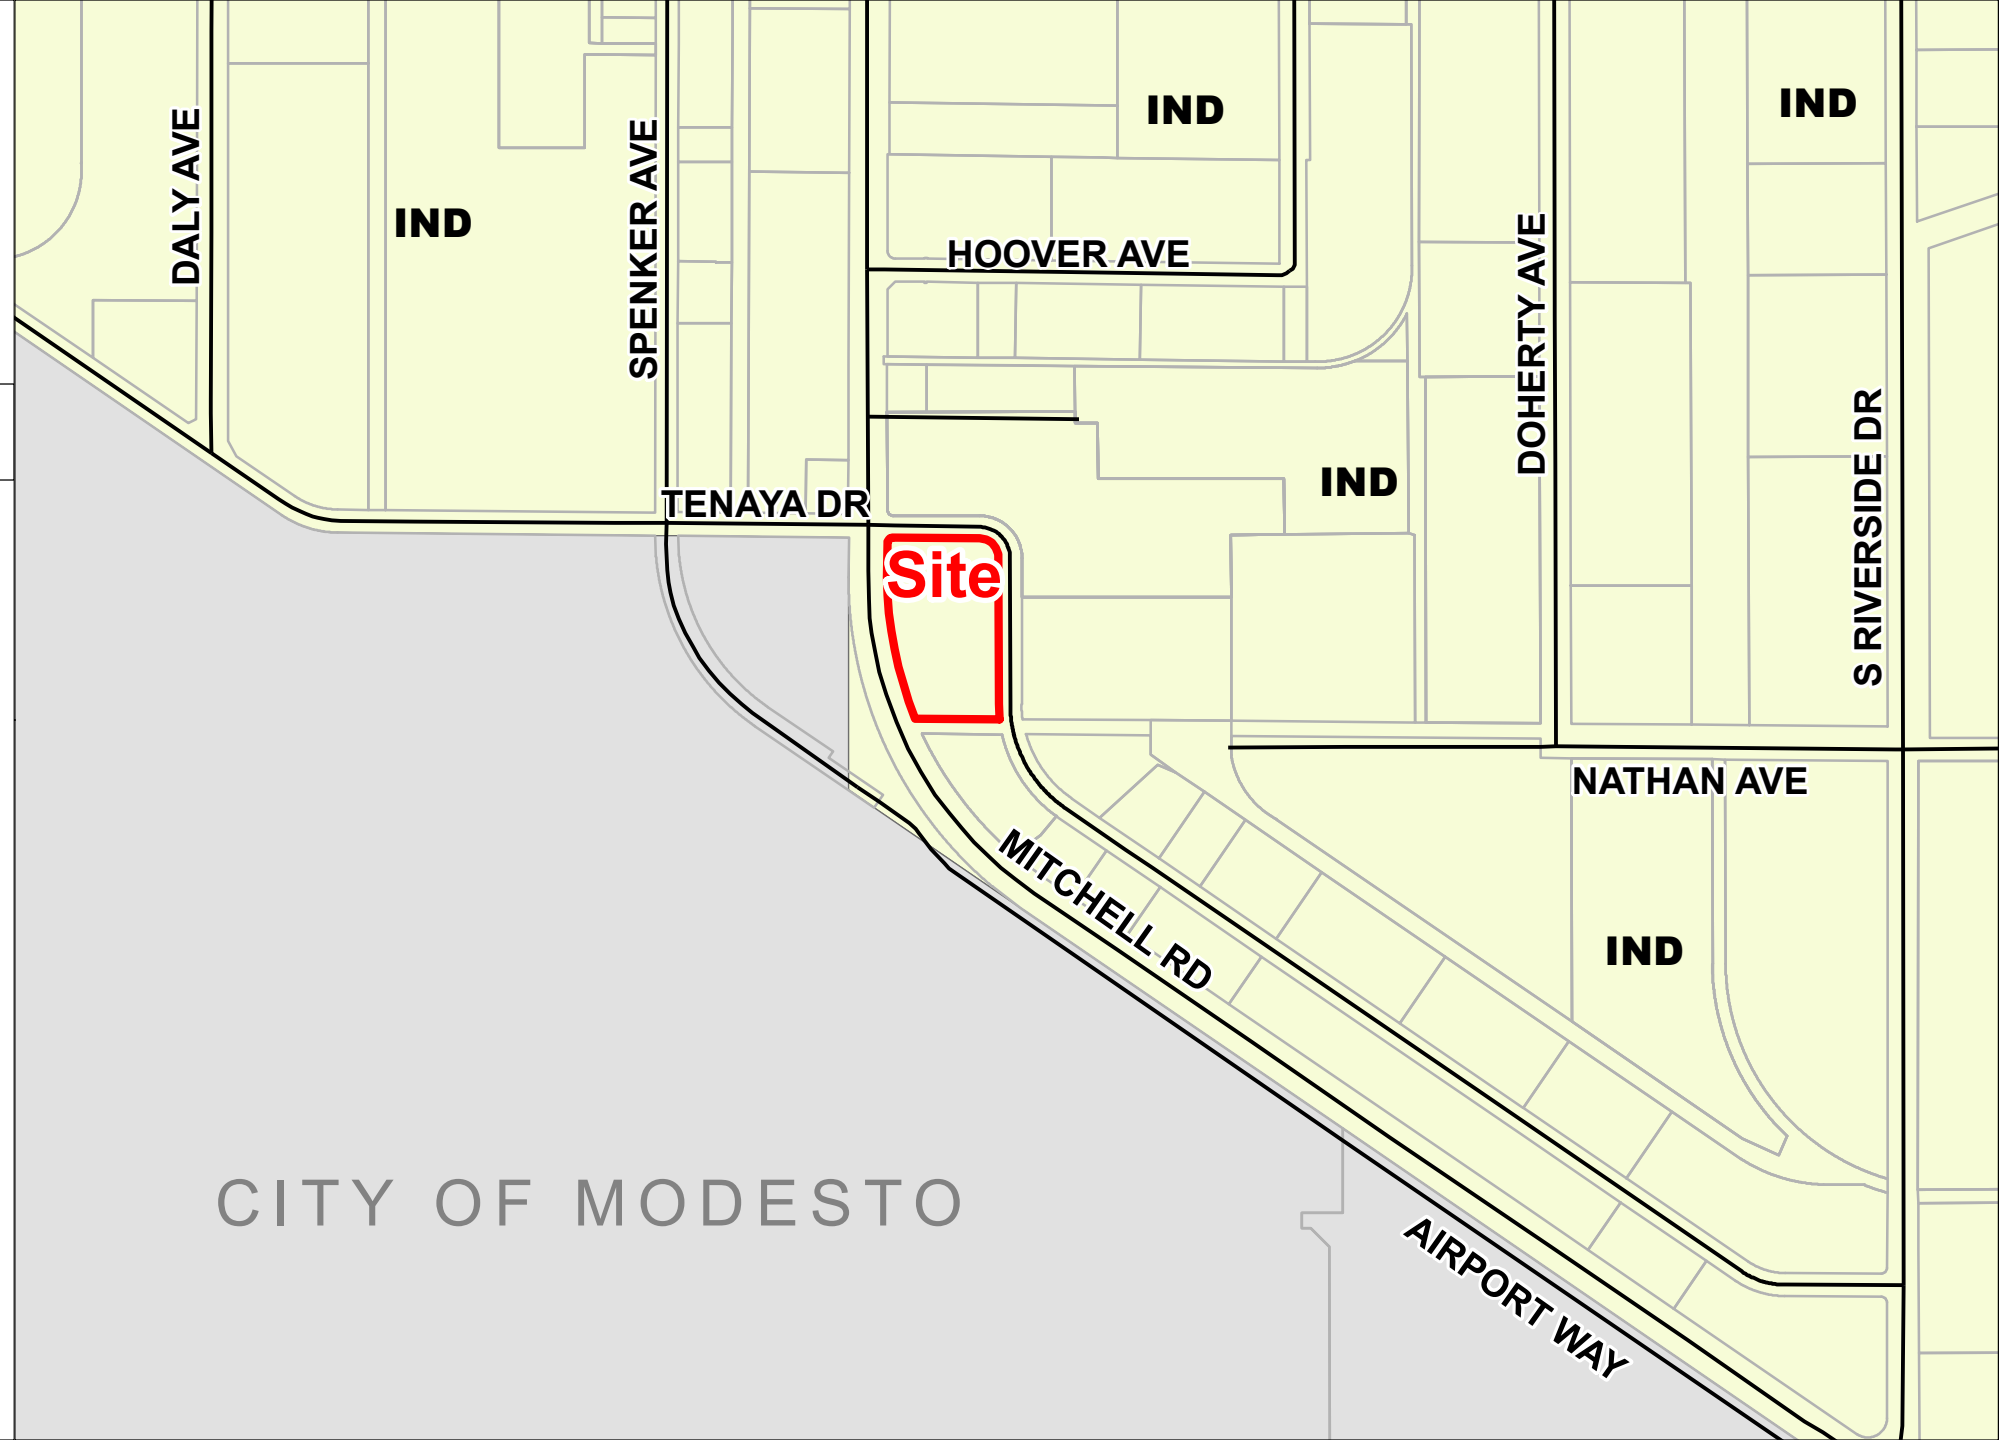 IND
IND
DALY AVE
SPENKER AVE
IND
HOOVER AVE
DOHERTY AVE
S RIVERSIDE DR
IND
TENAYA DR
Site
NATHAN AVE
MITCHELL RD
IND
CITY OF MODESTO
AIRPORT WAY